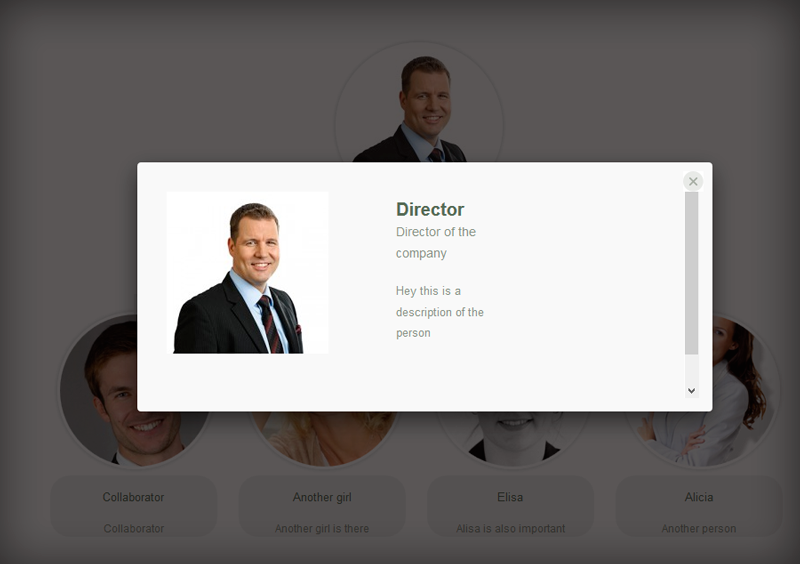 Director
Director of the
company
Hey this is a
description of the
person
Collaborator
Another girl
Elisa
Alicia
Collaborator
Another girl is there
Alisa is also important
Another person